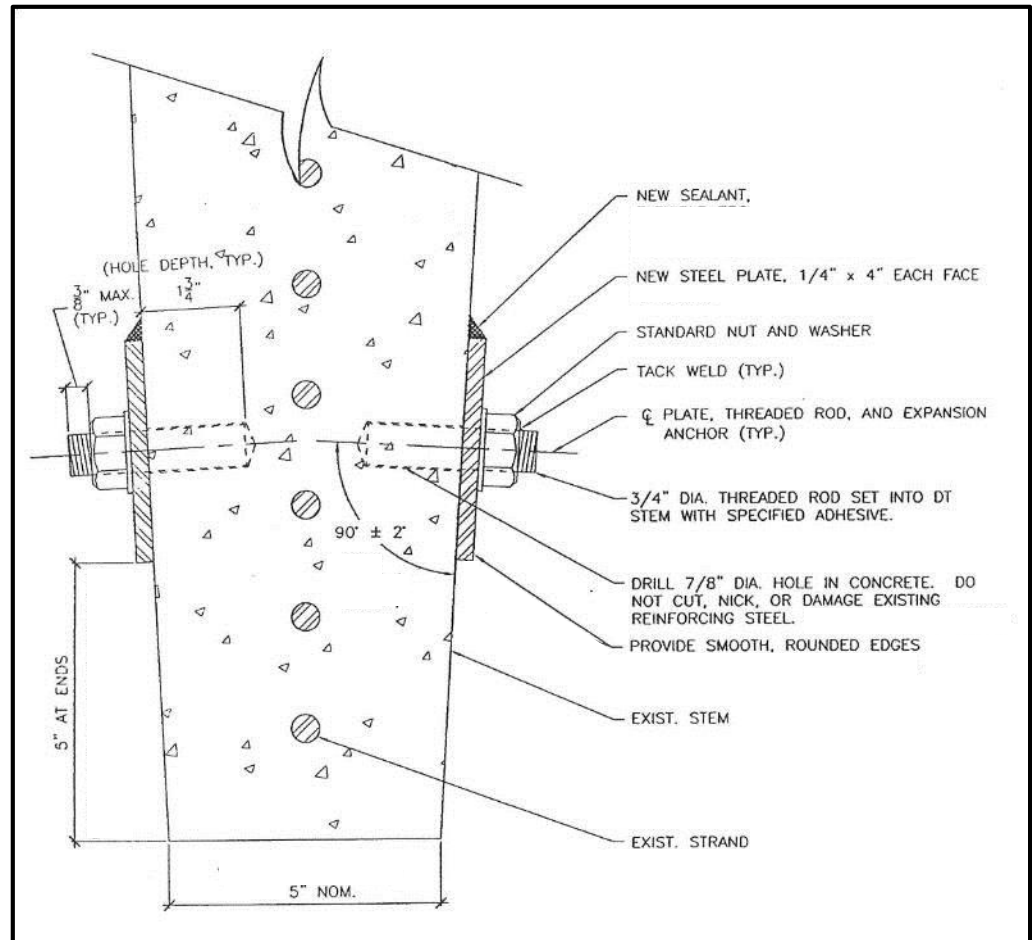 NEW SEALANT,
(HOLE DEPTH, TYP.)
1 3/4"
3/8" MAX.
(TYP.)
NEW STEEL PLATE, 1/4" x 4" EACH FACE
STANDARD NUT AND WASHER
TACK WELD (TYP.)
℄ PLATE, THREADED ROD, AND EXPANSION
ANCHOR (TYP.)
3/4" DIA. THREADED ROD SET INTO DT
STEM WITH SPECIFIED ADHESIVE.
90° ± 2°
DRILL 7/8" DIA. HOLE IN CONCRETE. DO
NOT CUT, NICK, OR DAMAGE EXISTING
REINFORCING STEEL.
PROVIDE SMOOTH, ROUNDED EDGES
5" AT ENDS
EXIST. STEM
EXIST. STRAND
5" NOM.